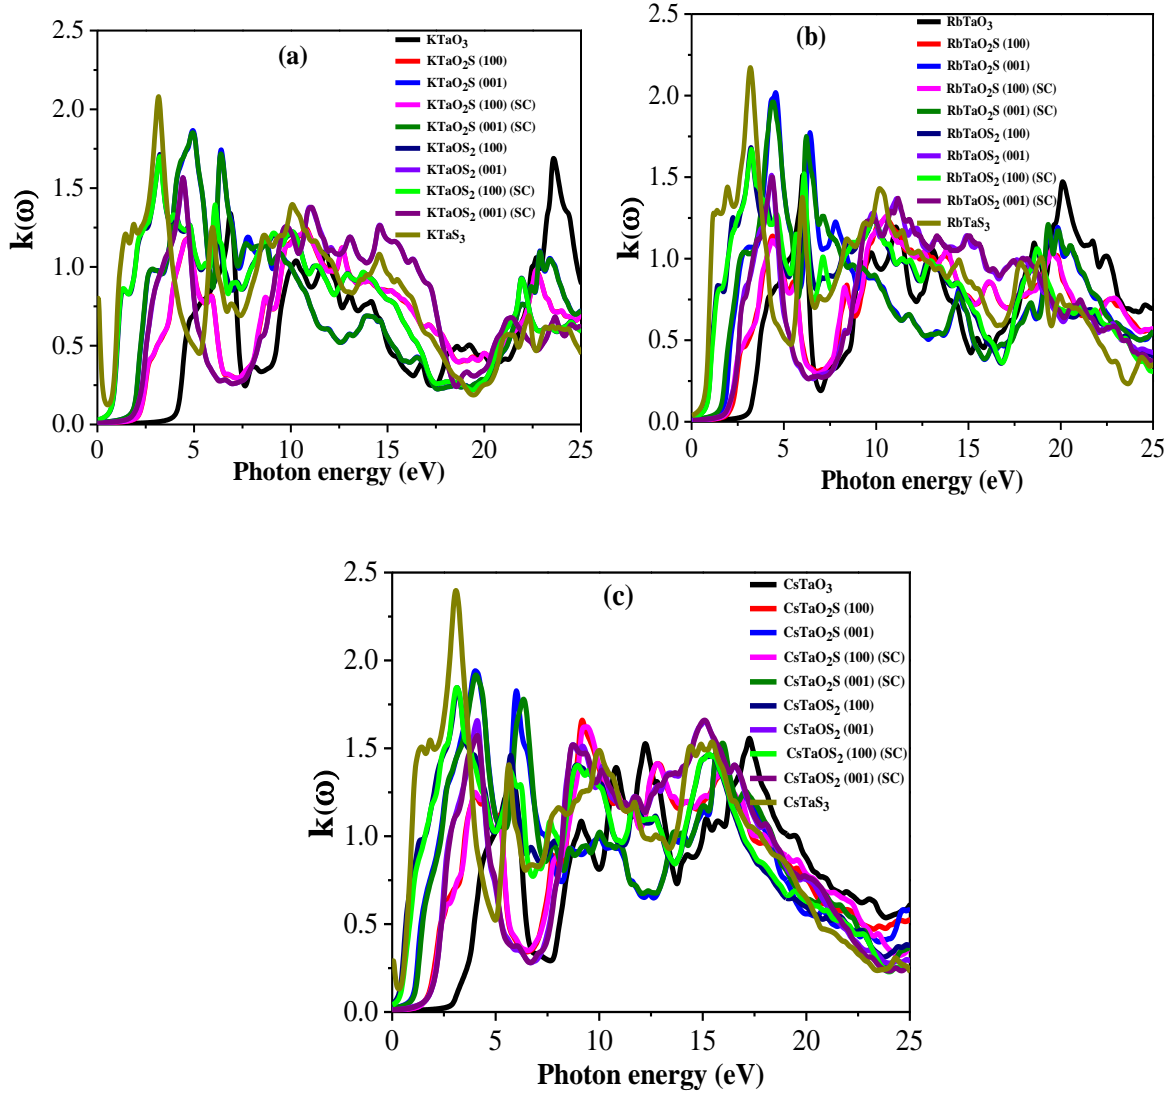 (a)
k(ω)
2.5
2.0
1.5
1.0
0.5
0.0
KTaO3
KTaO2S (100)
KTaO2S (001)
KTaO2S (100) (SC)
KTaO2S (001) (SC)
KTaOS2 (100)
KTaOS2 (001)
KTaOS2 (100) (SC)
KTaOS2 (001) (SC)
KTaS3
0 5 10 15 20 25
Photon energy (eV)
(b)
k(ω)
2.5
2.0
1.5
1.0
0.5
0.0
RbTaO3
RbTaO2S (100)
RbTaO2S (001)
RbTaO2S (100) (SC)
RbTaO2S (001) (SC)
RbTaOS2 (100)
RbTaOS2 (001)
RbTaOS2 (100) (SC)
RbTaOS2 (001) (SC)
RbTaS3
0 5 10 15 20 25
Photon energy (eV)
(c)
k(ω)
2.5
2.0
1.5
1.0
0.5
0.0
CsTaO3
CsTaO2S (100)
CsTaO2S (001)
CsTaO2S (100) (SC)
CsTaO2S (001) (SC)
CsTaOS2 (100)
CsTaOS2 (001)
CsTaOS2 (100) (SC)
CsTaOS2 (001) (SC)
CsTaS3
0 5 10 15 20 25
Photon energy (eV)